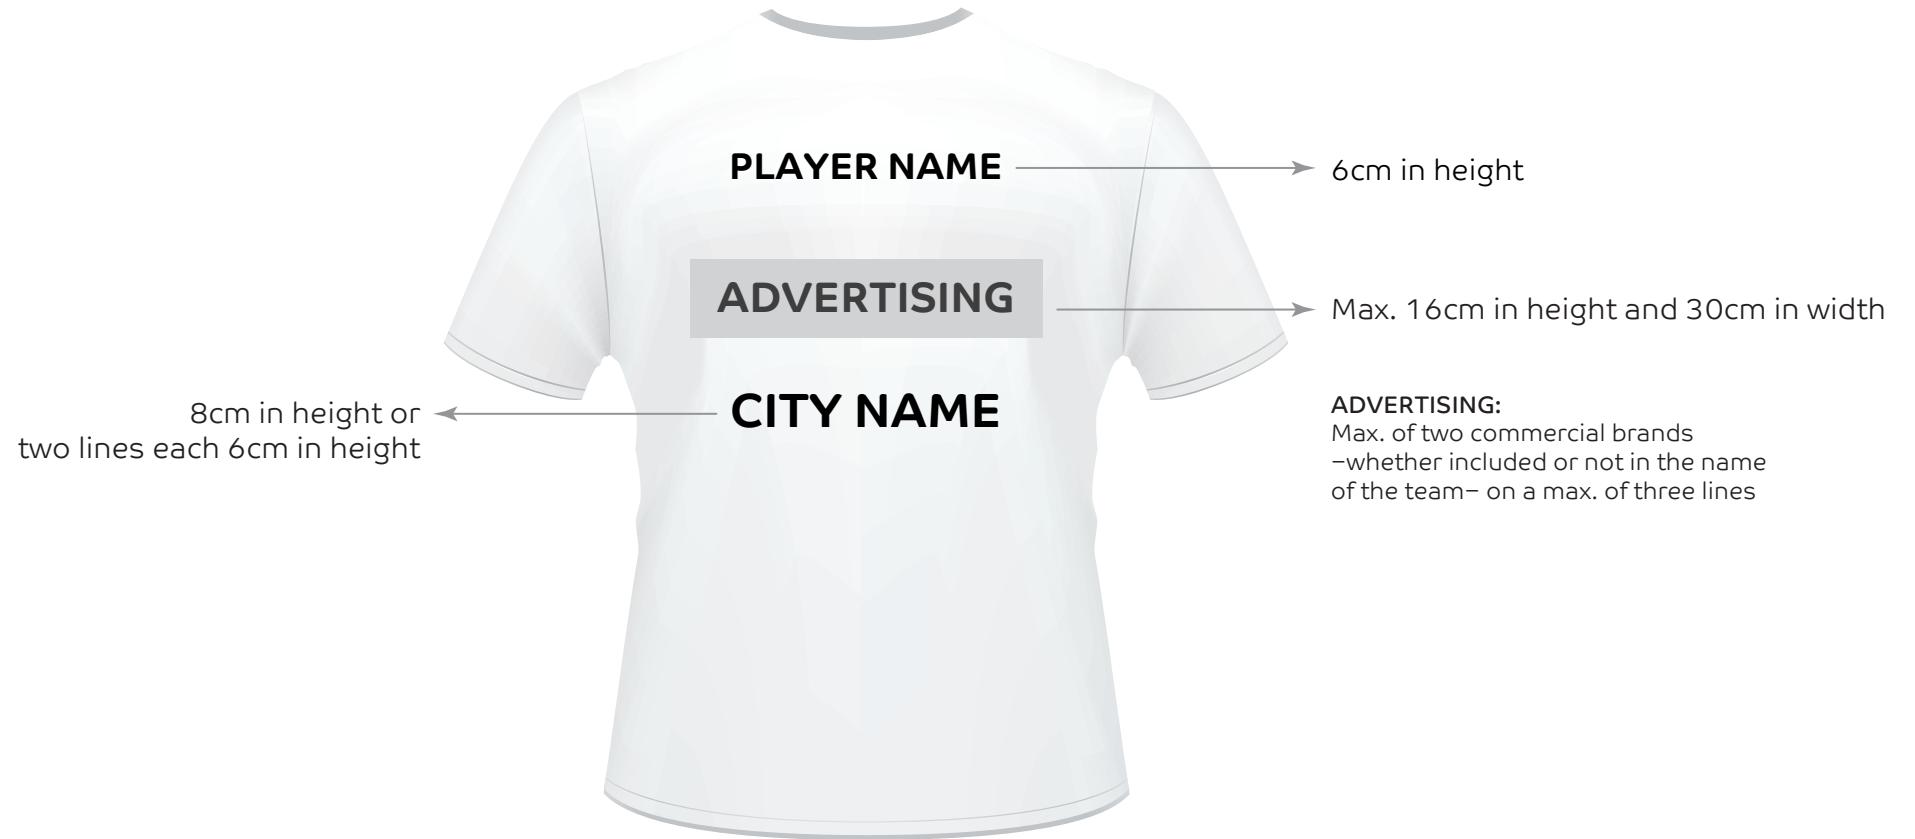 PLAYER NAME
6cm in height
ADVERTISING
Max. 16cm in height and 30cm in width
CITY NAME
8cm in height or
two lines each 6cm in height
ADVERTISING:
Max. of two commercial brands
–whether included or not in the name
of the team– on a max. of three lines